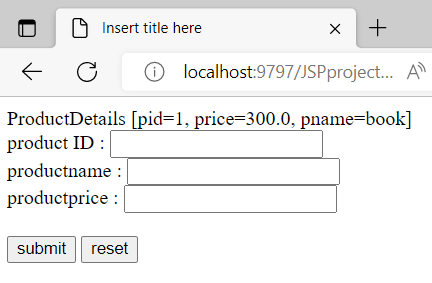 Insert title here
localhost:9797/JSPproject...
ProductDetails [pid=1, price=300.0, pname=book]
product ID :
productname :
productprice :
submit reset